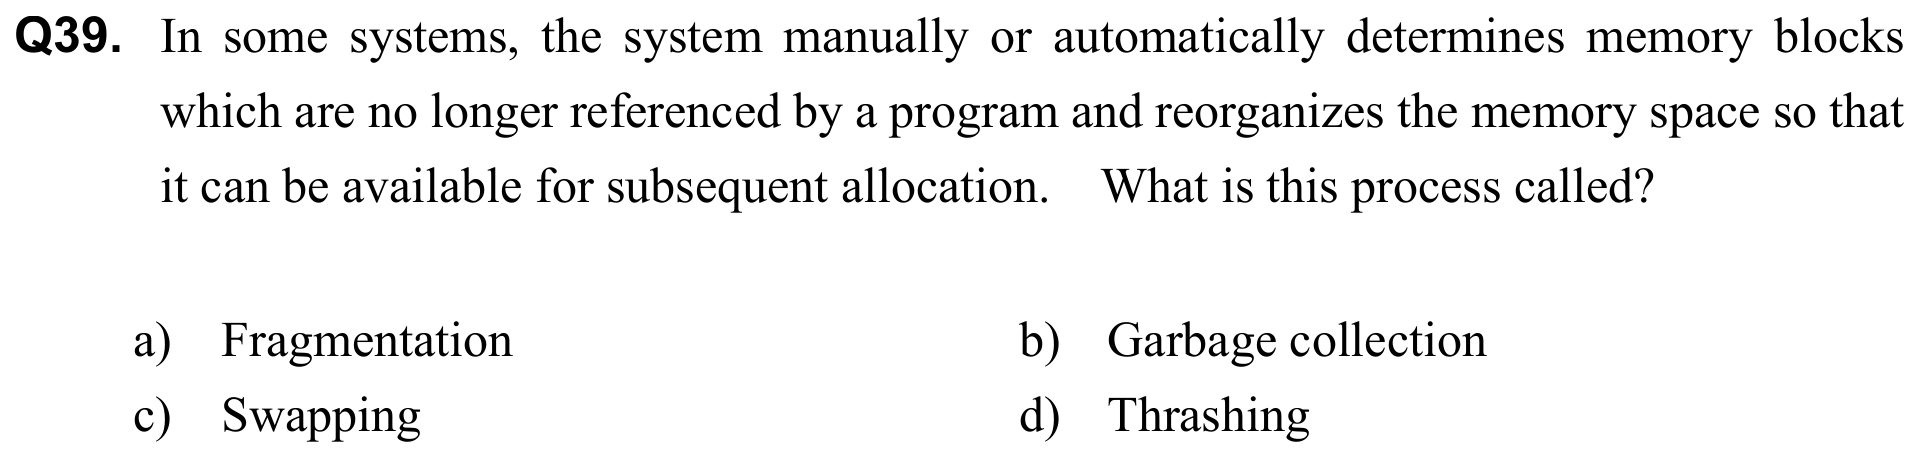 Q39. In some systems, the system manually or automatically determines memory blocks
which are no longer referenced by a program and reorganizes the memory space so that
it can be available for subsequent allocation. What is this process called?
a) Fragmentation b) Garbage collection
c) Swapping d) Thrashing